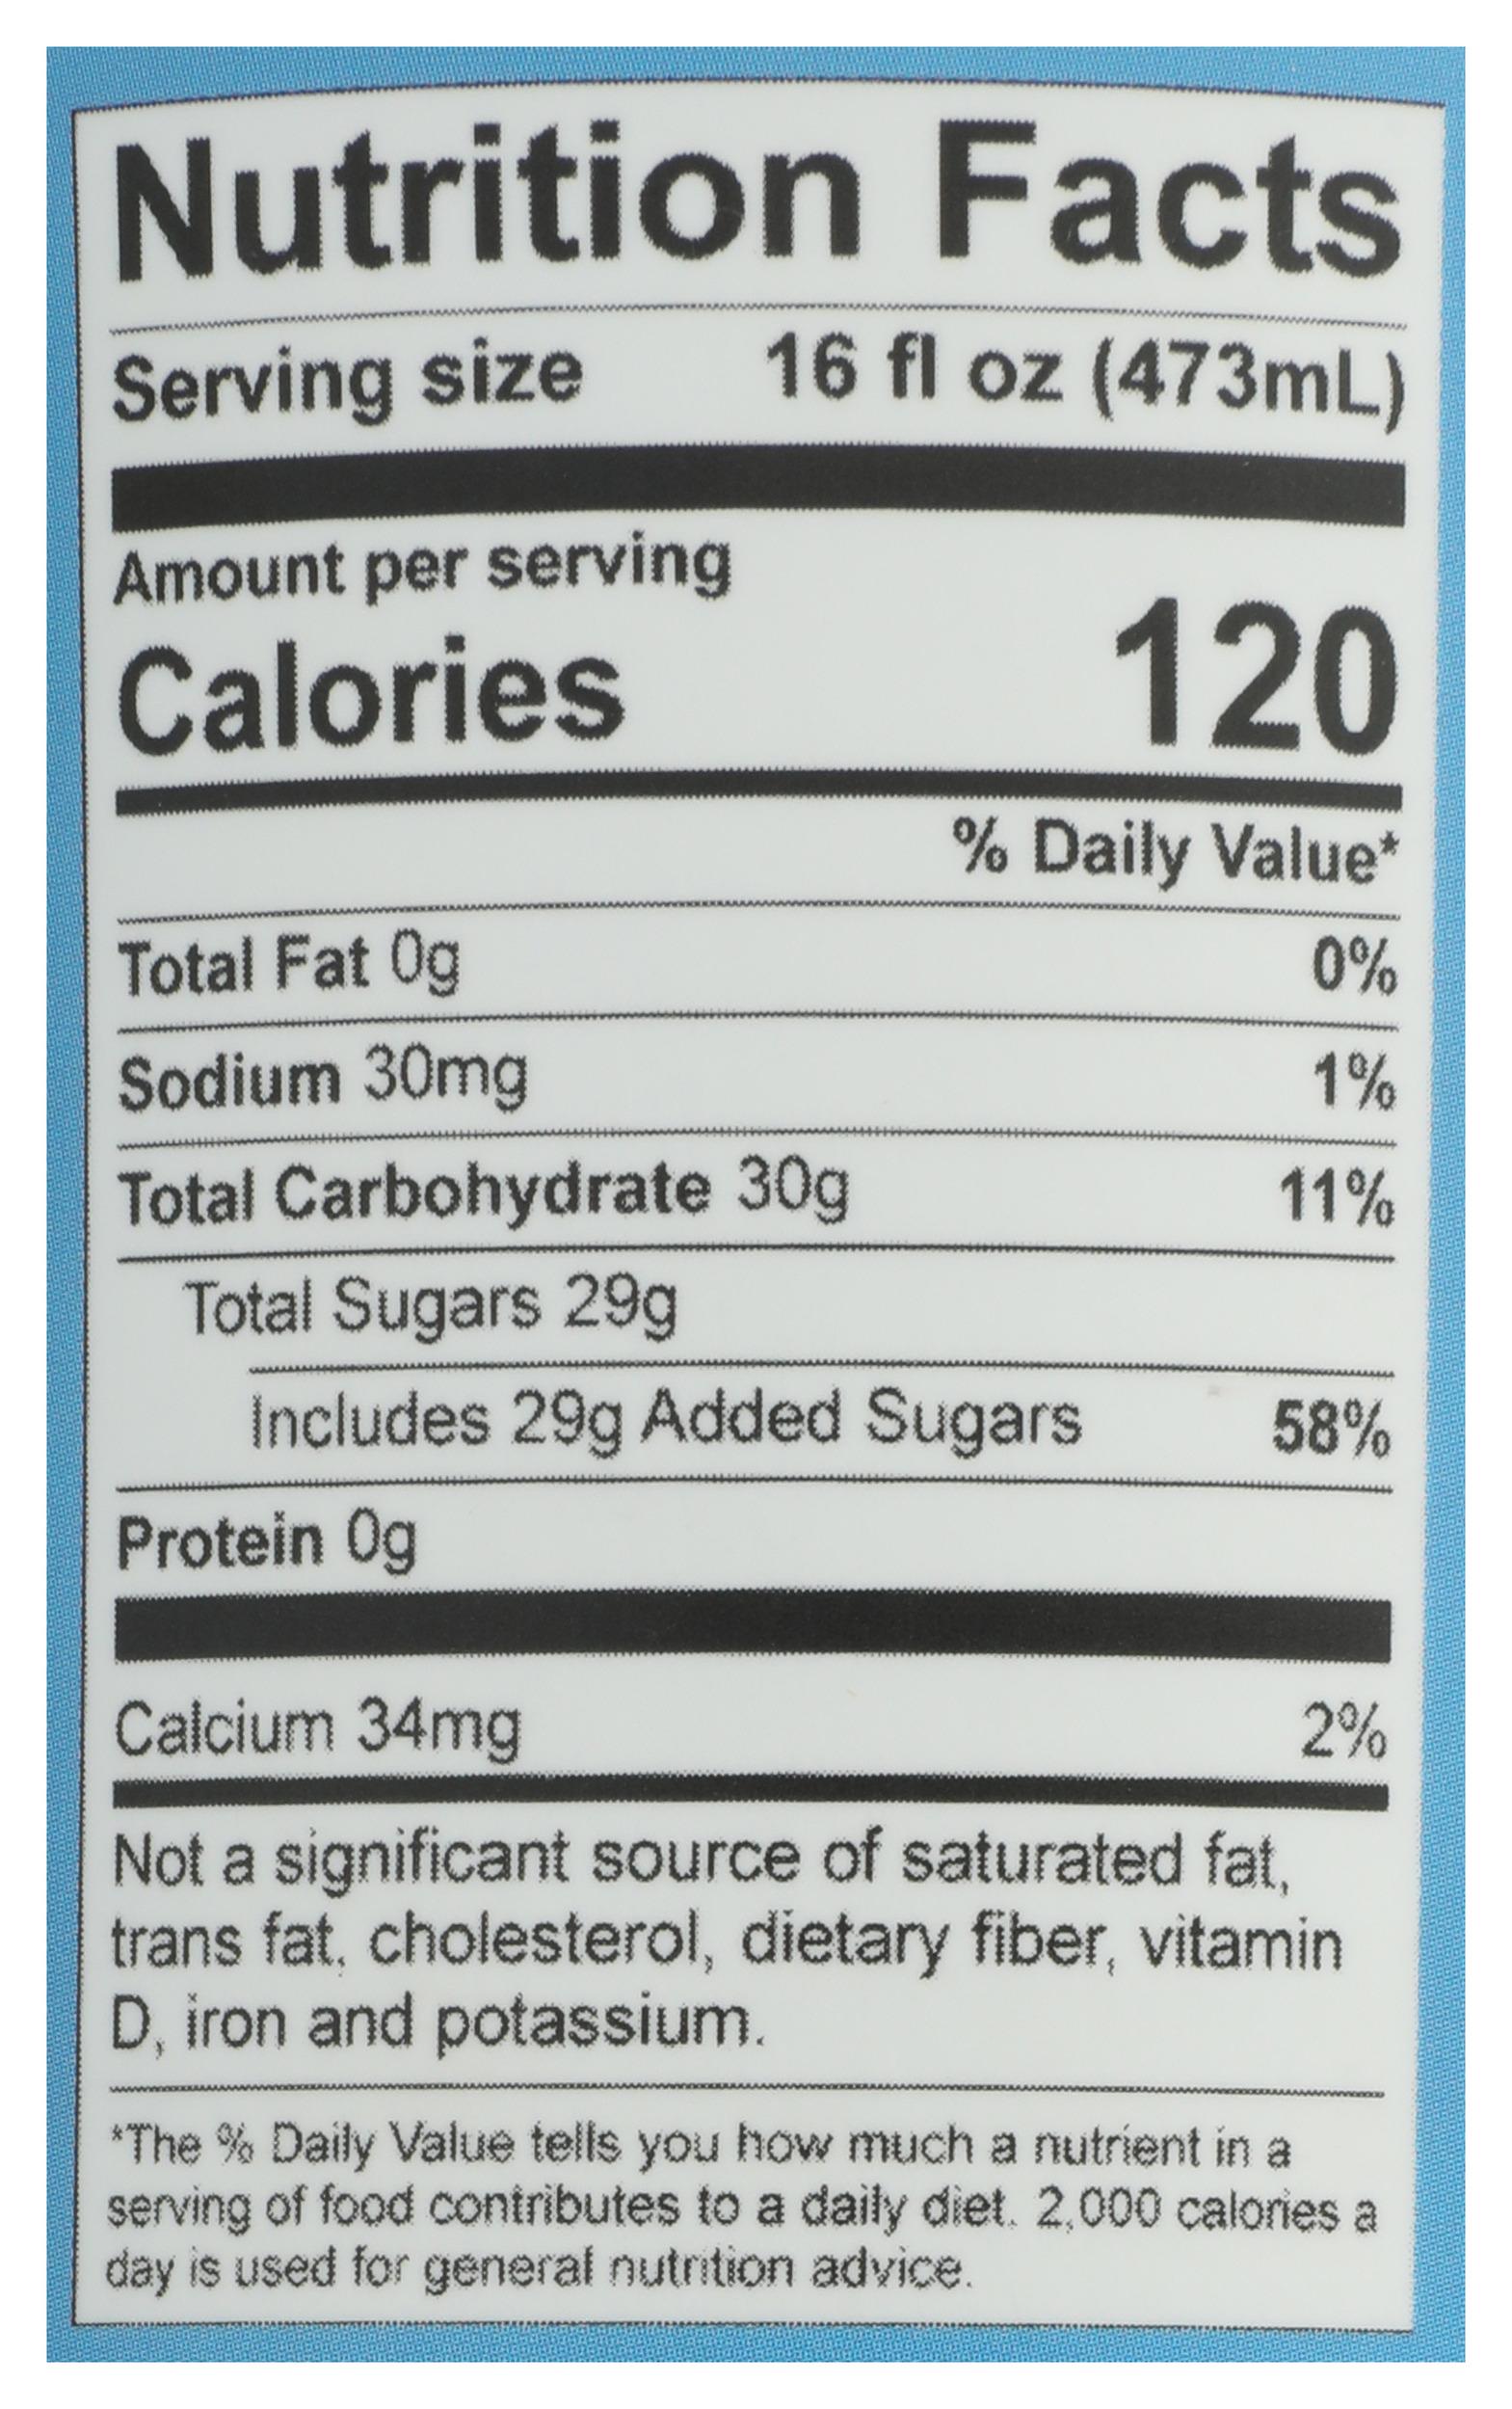 Nutrition Facts
Serving size 16 fl oz (473mL)
Amount per serving
Calories 120
% Daily Value*
Total Fat 0g 0%
Sodium 30mg 1%
Total Carbohydrate 30g 11%
Total Sugars 29g
Includes 29g Added Sugars 58%
Protein 0g
Calcium 34mg 2%
Not a significant source of saturated fat,
trans fat, cholesterol, dietary fiber, vitamin
D, iron and potassium.
*The % Daily Value tells you how much a nutrient in a
serving of food contributes to a daily diet. 2,000 calories a
day is used for general nutrition advice.